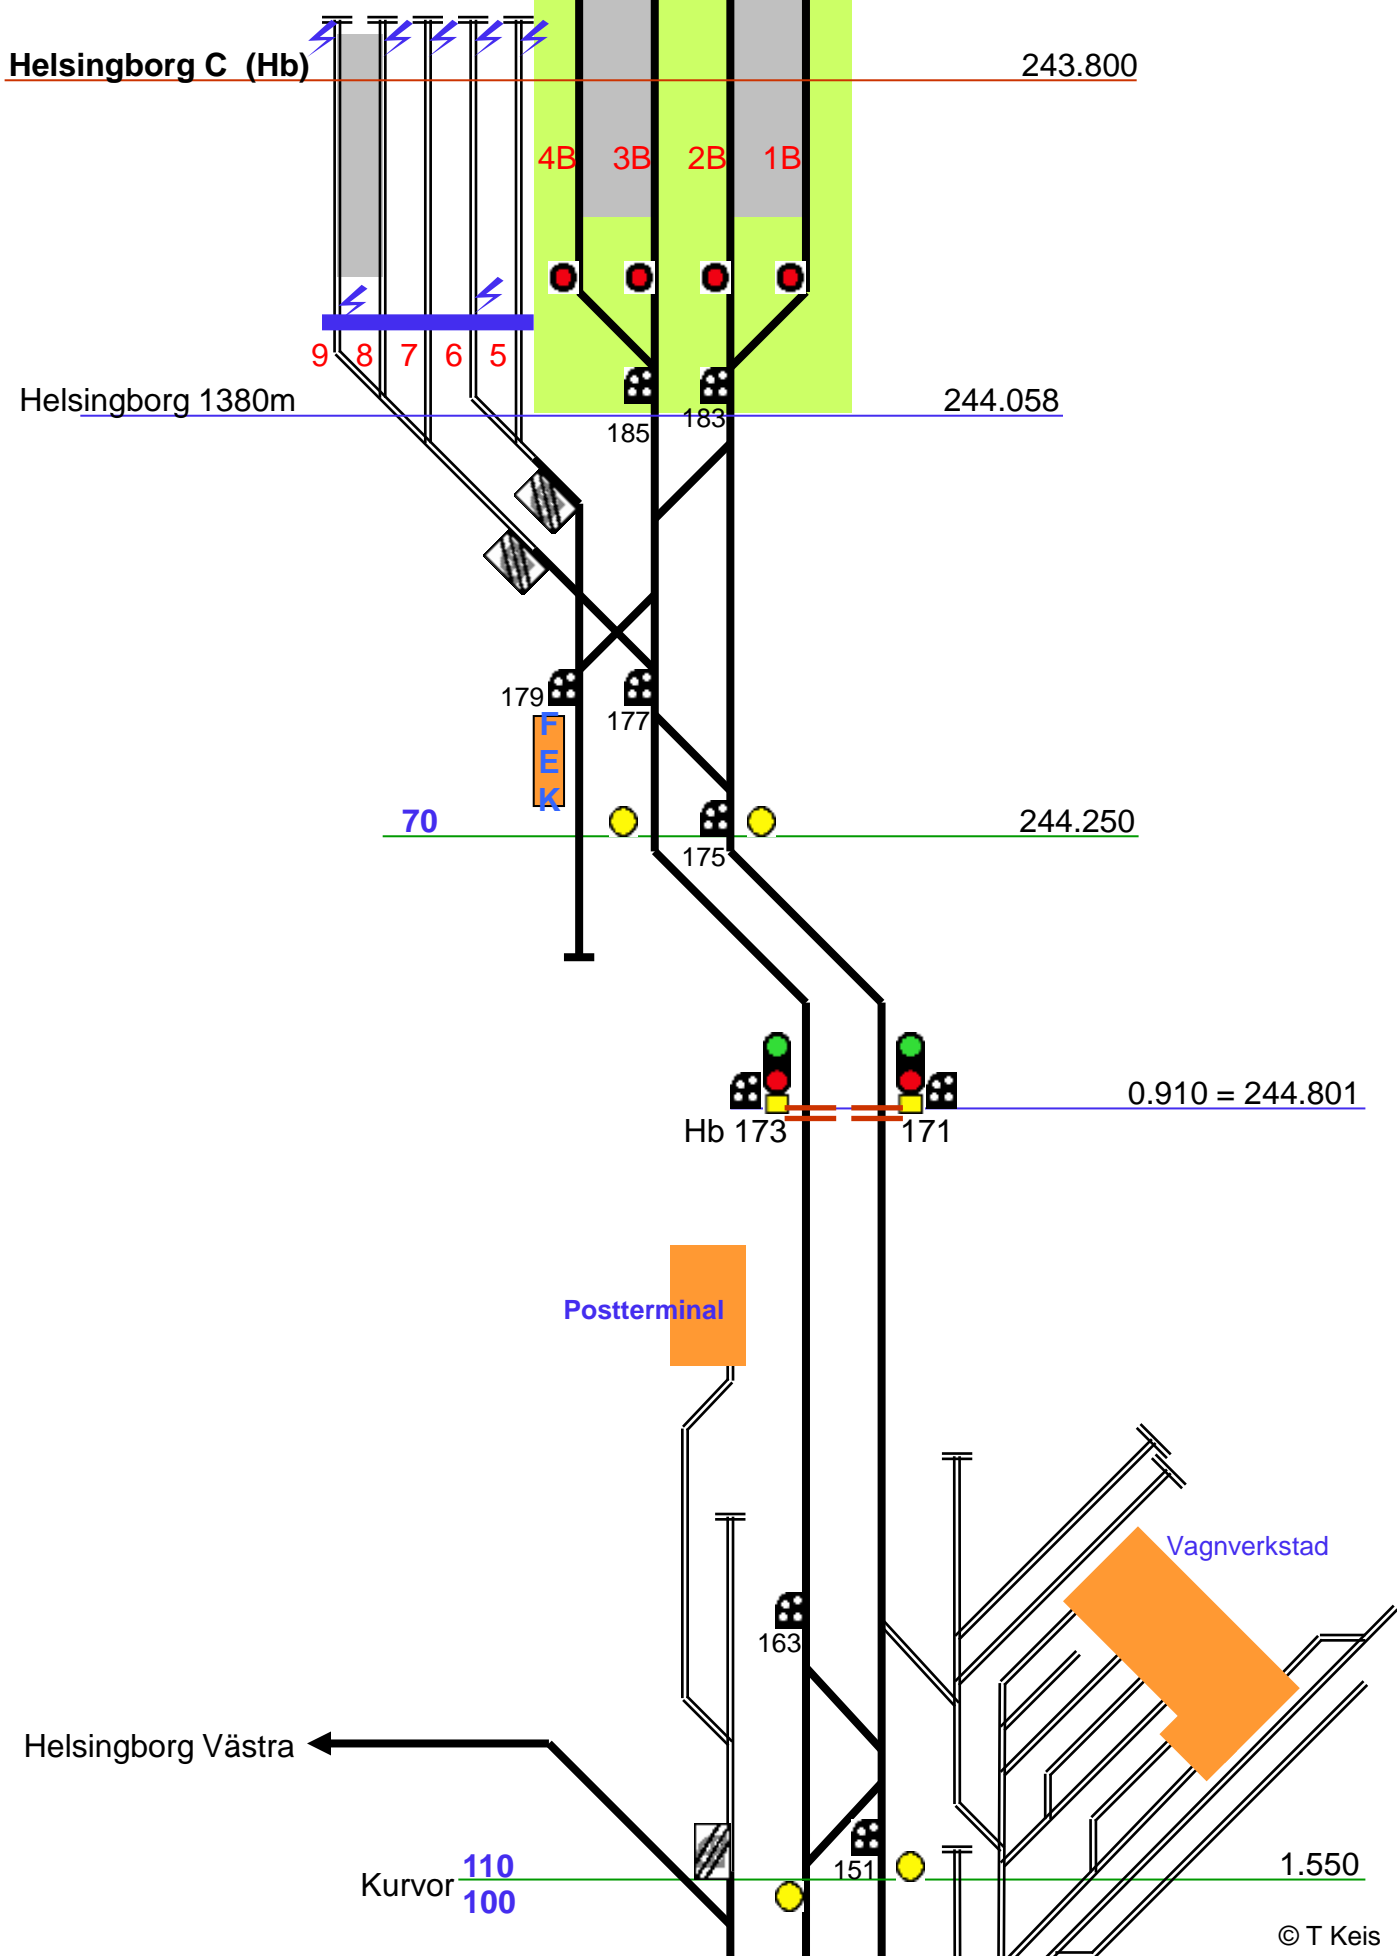 Helsingborg C (Hb)
243.800
4B 3B 2B 1B
9 8 7 6 5
Helsingborg 1380m
244.058
183
185
179
177
F
E
K
70
244.250
175
0.910 = 244.801
Hb 173
171
Postterminal
Vagnverkstad
163
Helsingborg Västra
151
1.550
110
Kurvor
100
© T Keis